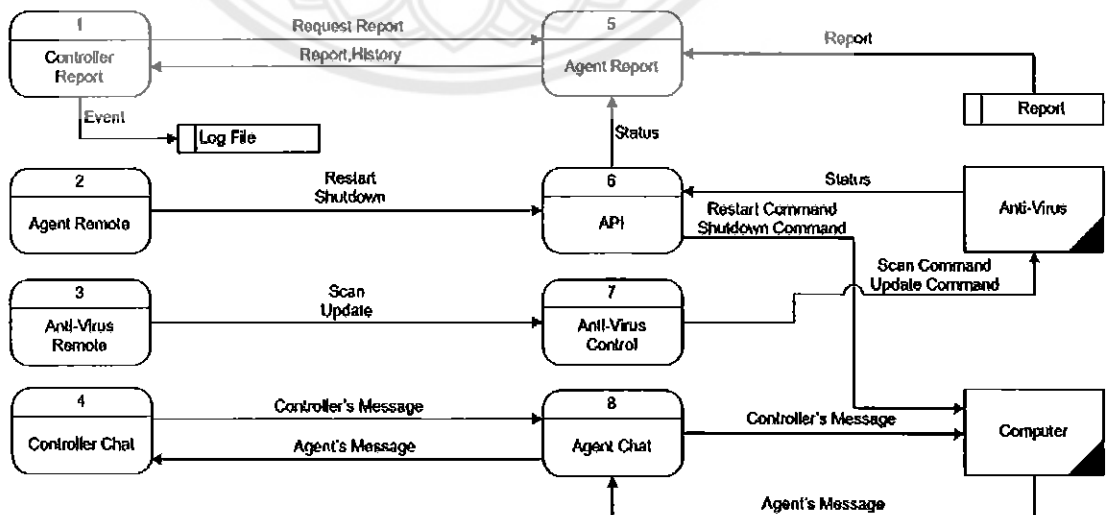 1
Controller
Report
Request Report
Report,History
5
Agent Report
Report
Report
Event
Log File
Status
2
Agent Remote
Restart
Shutdown
6
API
Status
Restart Command
Shutdown Command
Anti-Virus
3
Anti-Virus
Remote
Scan
Update
7
Anti-Virus
Control
Scan Command
Update Command
4
Controller Chat
Controller's Message
Agent's Message
8
Agent Chat
Controller's Message
Computer
Agent's Message